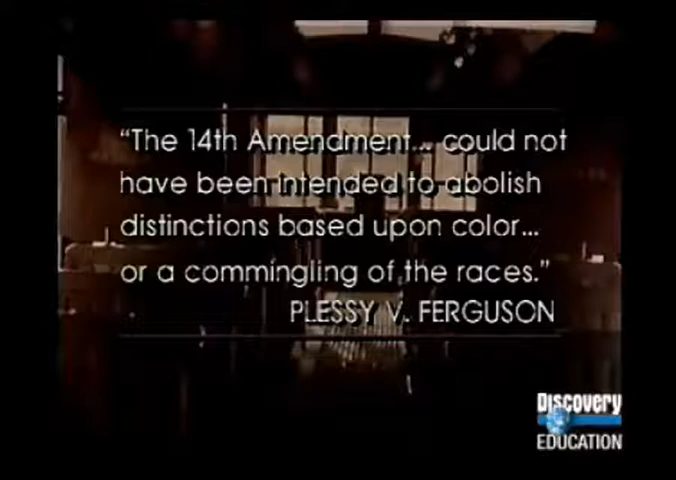 “The 14th Amendment... could not
have been intended to abolish
distinctions based upon color...
or a commingling of the races.”
PLESSY V. FERGUSON
Discovery
EDUCATION